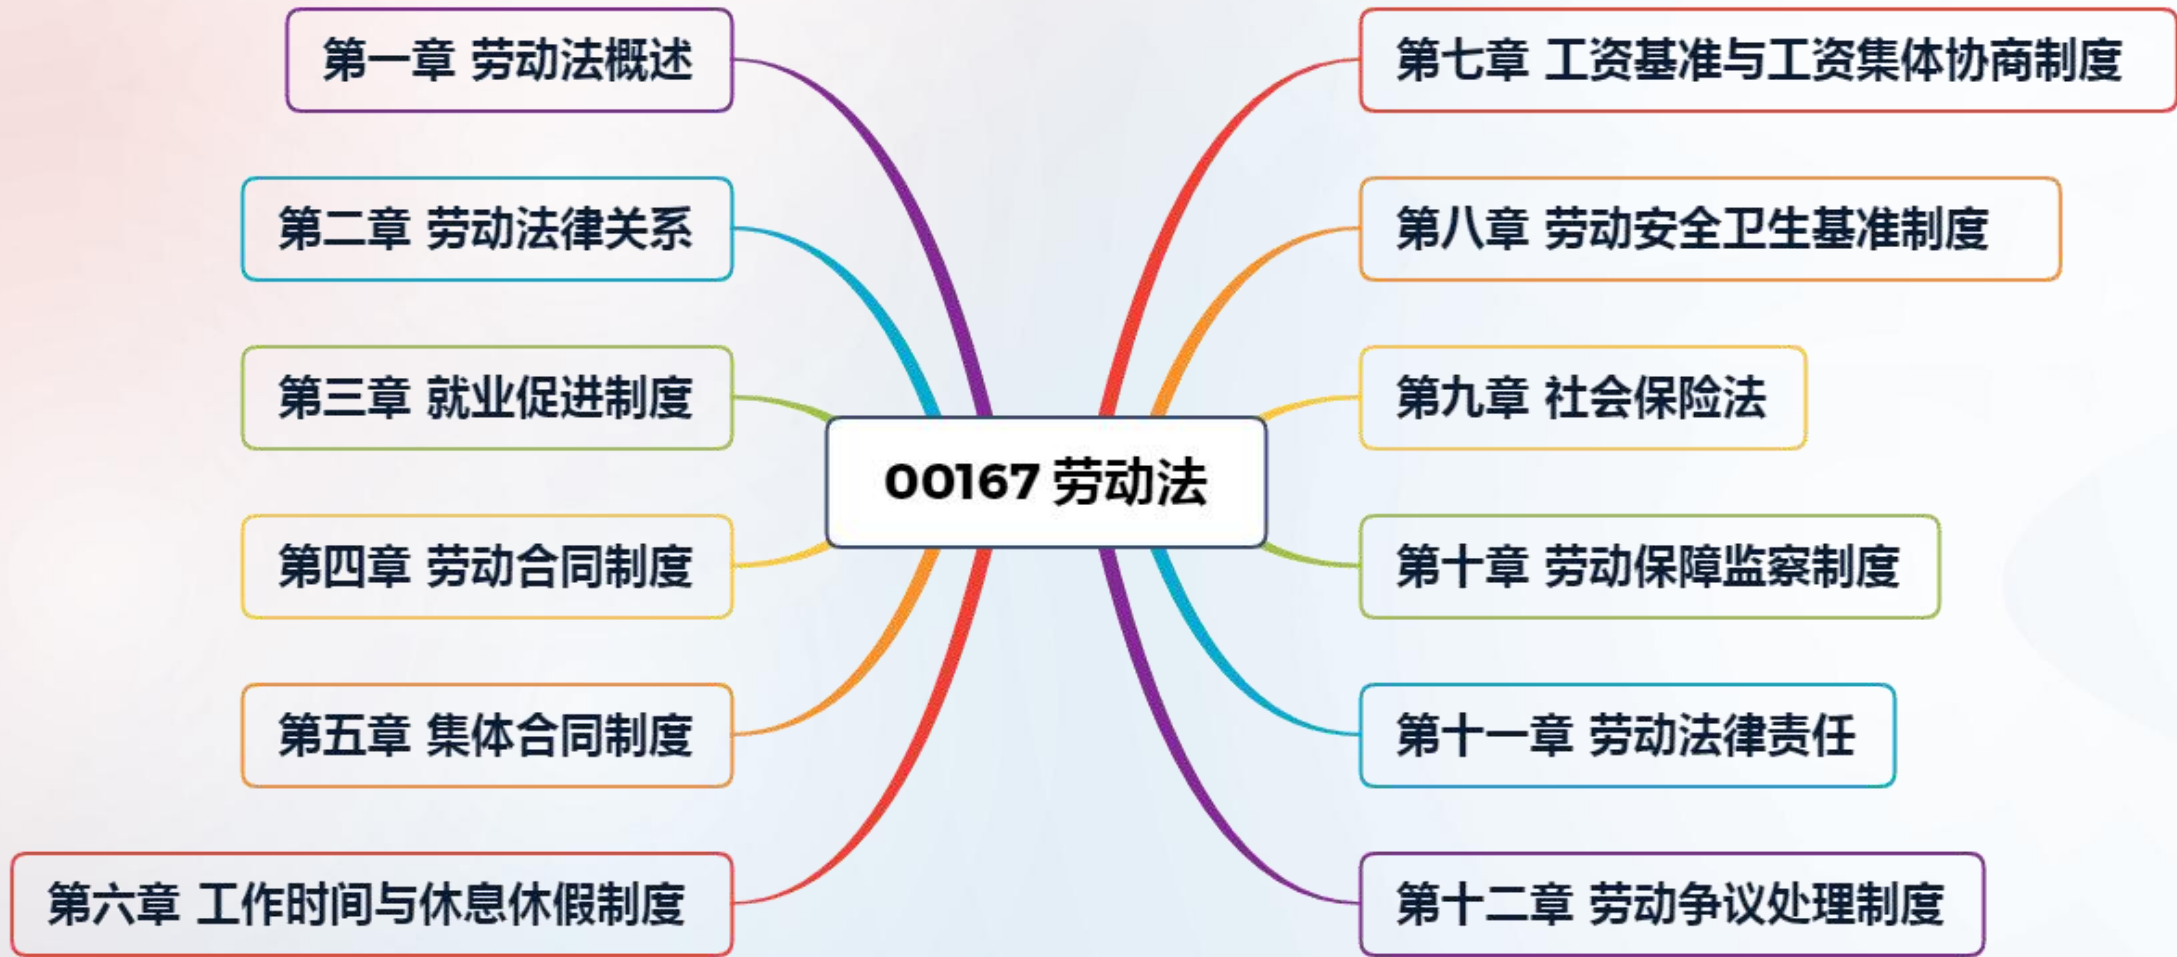 第一章 劳动法概述
第二章 劳动法律关系
第三章 就业促进制度
第四章 劳动合同制度
第五章 集体合同制度
第六章 工作时间与休息休假制度
00167 劳动法
第七章 工资基准与工资集体协商制度
第八章 劳动安全卫生基准制度
第九章 社会保险法
第十章 劳动保障监察制度
第十一章 劳动法律责任
第十二章 劳动争议处理制度